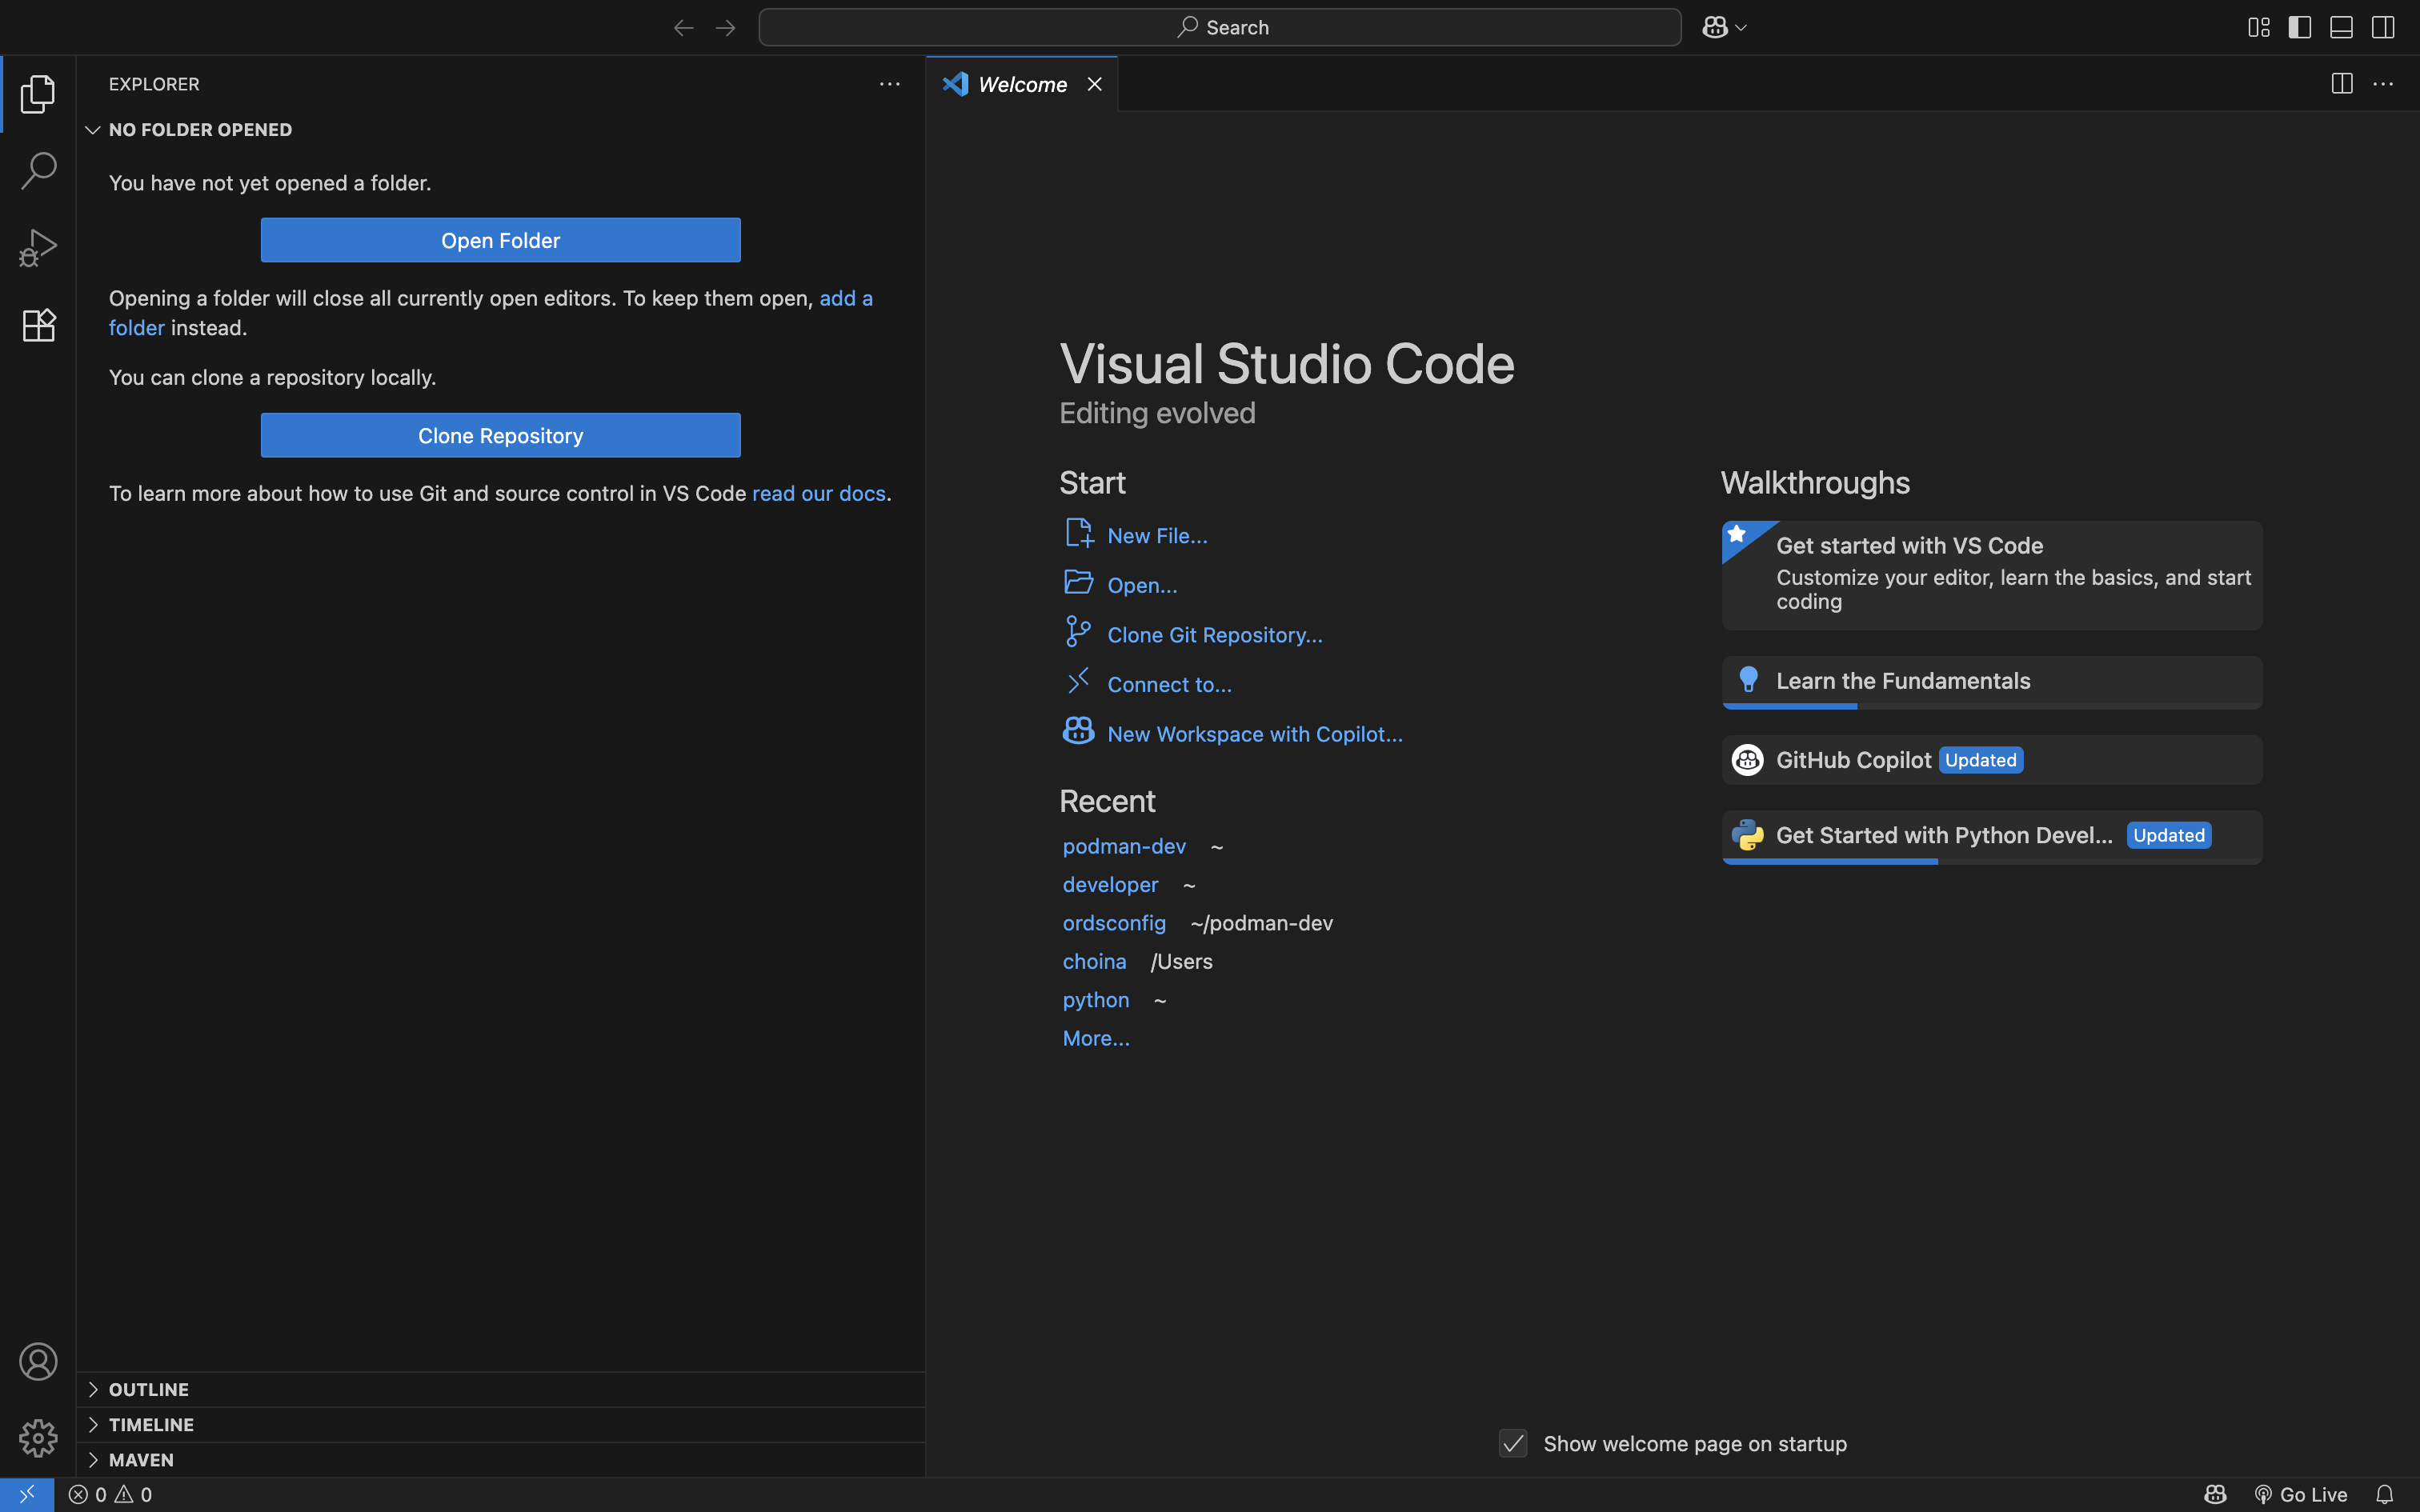 Search
EXPLORER
NO FOLDER OPENED
You have not yet opened a folder.
Open Folder
Opening a folder will close all currently open editors. To keep them open, add a
folder instead.
You can clone a repository locally.
Clone Repository
To learn more about how to use Git and source control in VS Code read our docs.
OUTLINE
TIMELINE
MAVEN
Welcome
Visual Studio Code
Editing evolved
Start
New File...
Open...
Clone Git Repository...
Connect to...
New Workspace with Copilot...
Recent
podman-dev ~
developer ~
ordsconfig ~/podman-dev
choina /Users
python ~
More...
Walkthroughs
Get started with VS Code
Customize your editor, learn the basics, and start
coding
Learn the Fundamentals
GitHub Copilot Updated
Get Started with Python Devel... Updated
Show welcome page on startup
0 0
Go Live